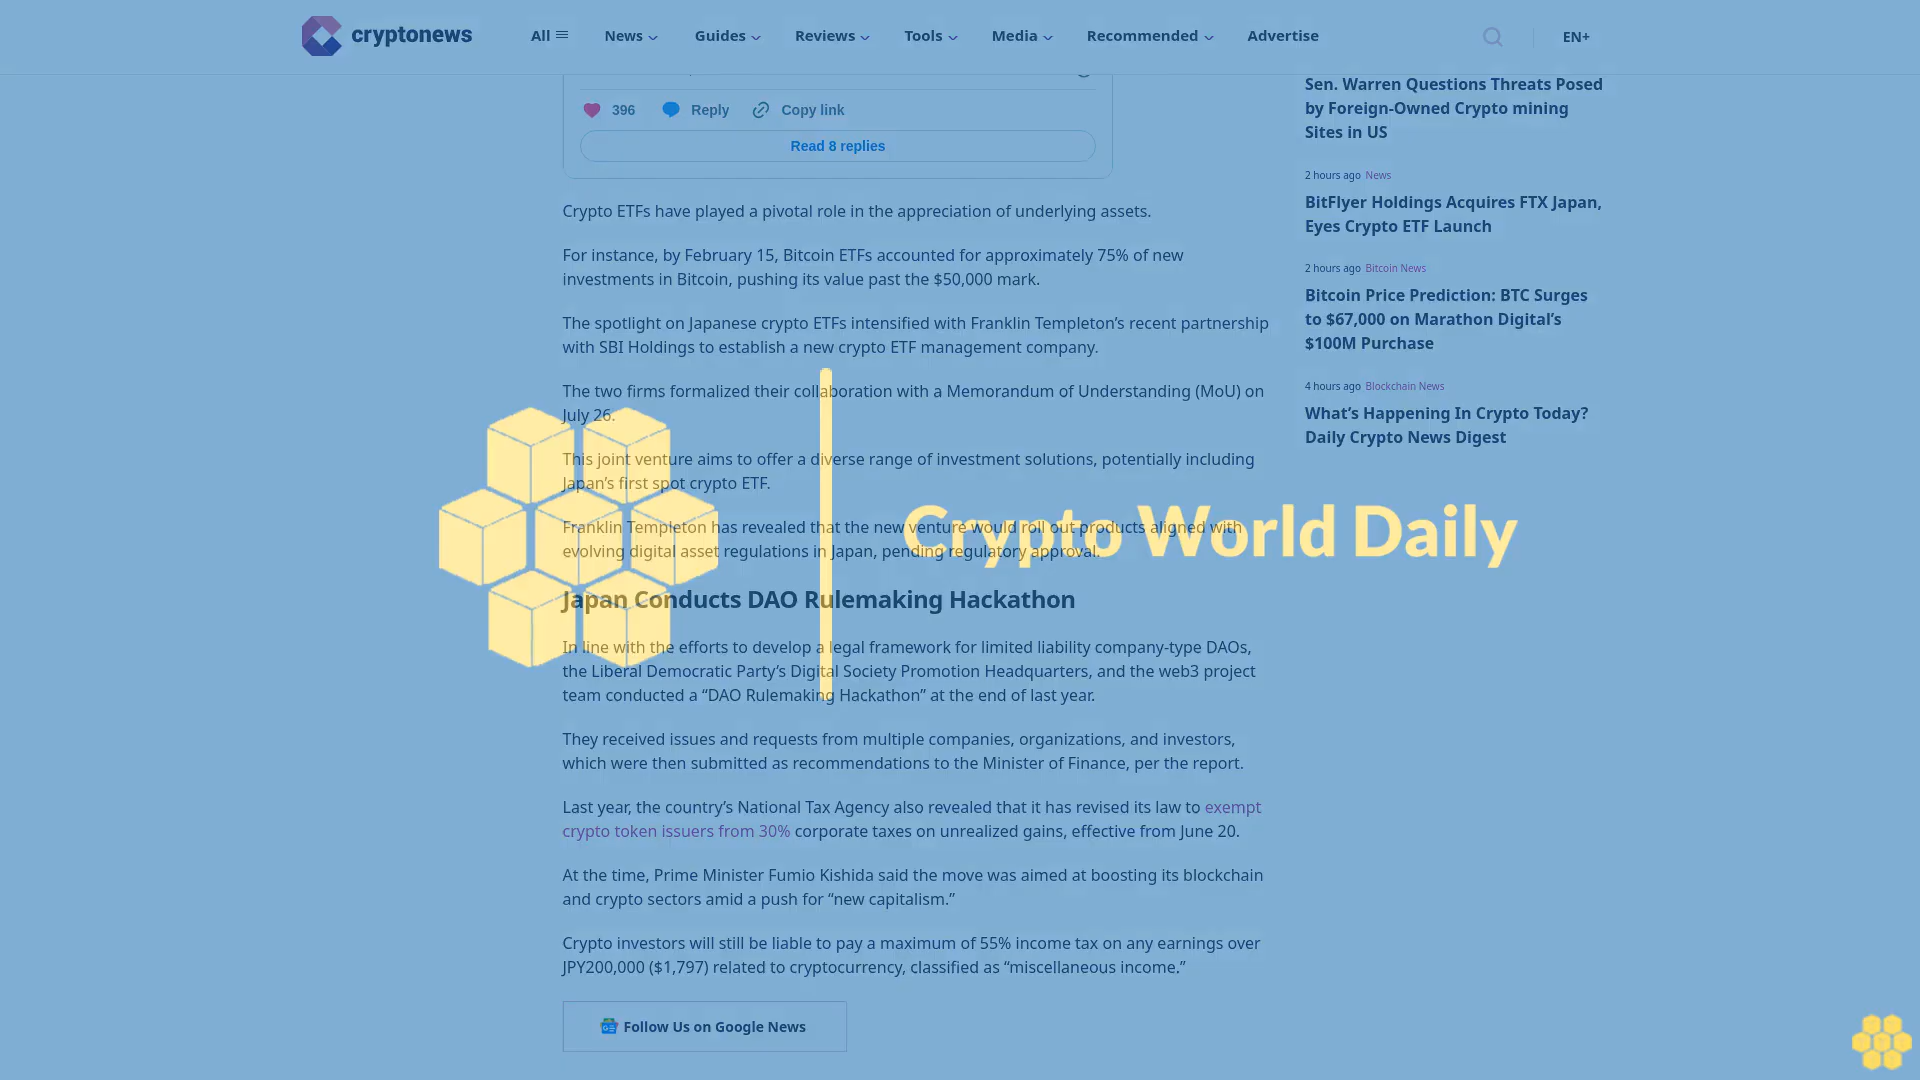 cryptonews
All
News
Guides
Reviews
Tools
Media
Recommended
Advertise
EN+
396
Reply
Copy link
Read 8 replies
Crypto ETFs have played a pivotal role in the appreciation of underlying assets.
For instance, by February 15, Bitcoin ETFs accounted for approximately 75% of new
investments in Bitcoin, pushing its value past the $50,000 mark.
The spotlight on Japanese crypto ETFs intensified with Franklin Templeton's recent partnership
with SBI Holdings to establish a new crypto ETF management company.
The two firms formalized their collaboration with a Memorandum of Understanding (MoU) on
July 26.
This joint venture aims to offer a diverse range of investment solutions, potentially including
Japan's first spot crypto ETF.
Franklin Templeton has revealed that the new venture would roll out products aligned with
evolving digital asset regulations in Japan, pending regulatory approval.
Japan Conducts DAO Rulemaking Hackathon
In line with the efforts to develop a legal framework for limited liability company-type DAOs,
the Liberal Democratic Party's Digital Society Promotion Headquarters, and the web3 project
team conducted a “DAO Rulemaking Hackathon” at the end of last year.
They received issues and requests from multiple companies, organizations, and investors,
which were then submitted as recommendations to the Minister of Finance, per the report.
Last year, the country's National Tax Agency also revealed that it has revised its law to exempt
crypto token issuers from 30% corporate taxes on unrealized gains, effective from June 20.
At the time, Prime Minister Fumio Kishida said the move was aimed at boosting its blockchain
and crypto sectors amid a push for “new capitalism.”
Crypto investors will still be liable to pay a maximum of 55% income tax on any earnings over
JPY200,000 ($1,797) related to cryptocurrency, classified as “miscellaneous income.”
Follow Us on Google News
Sen. Warren Questions Threats Posed
by Foreign-Owned Crypto mining
Sites in US
2 hours ago News
BitFlyer Holdings Acquires FTX Japan,
Eyes Crypto ETF Launch
2 hours ago Bitcoin News
Bitcoin Price Prediction: BTC Surges
to $67,000 on Marathon Digital's
$100M Purchase
4 hours ago Blockchain News
What's Happening In Crypto Today?
Daily Crypto News Digest
Crypto World Daily